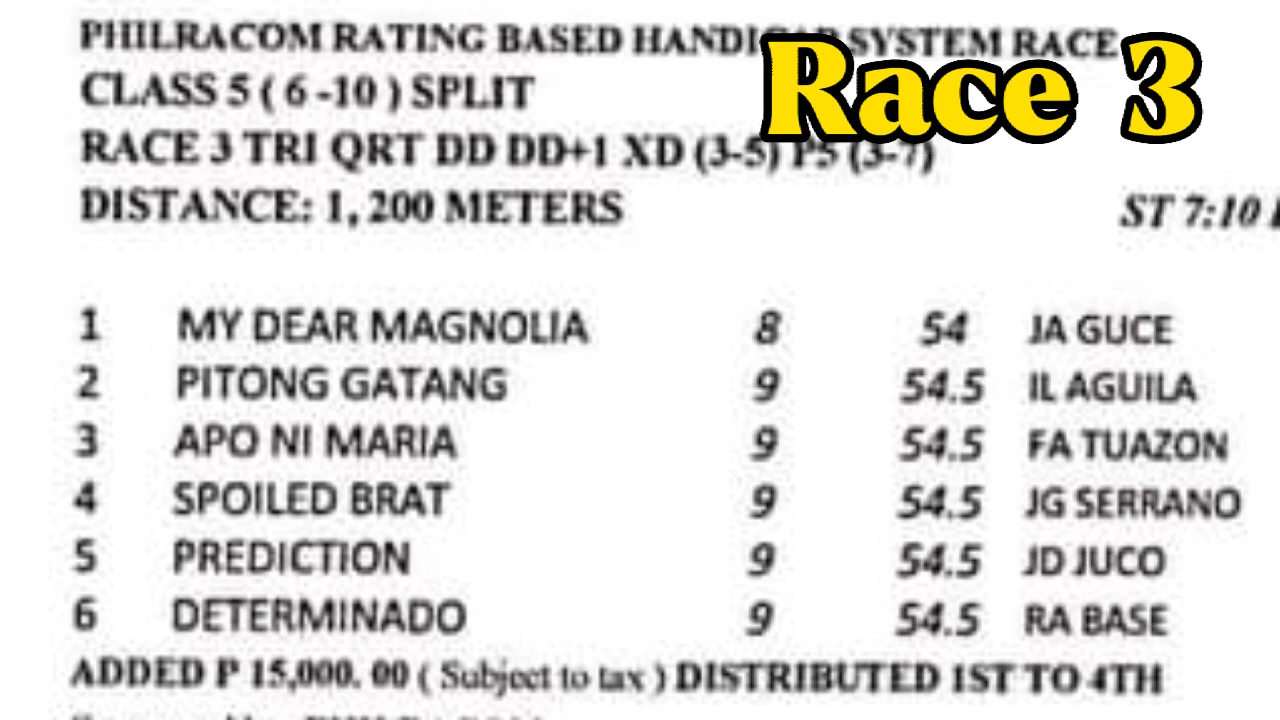 PHILRACOM RATING BASED HANDI SYSTEM RACE
Race 3
CLASS 5 ( 6 -10 ) SPLIT
RACE 3 TRI QRT DD DD+1 XD (3-5) P5 (3-7)
DISTANCE: 1, 200 METERS
ST 7:10
1 MY DEAR MAGNOLIA 8 54 JA GUCE
2 PITONG GATANG 9 54.5 IL AGUILA
3 APO NI MARIA 9 54.5 FA TUAZON
4 SPOILED BRAT 9 54.5 JG SERRANO
5 PREDICTION 9 54.5 JD JUCO
6 DETERMINADO 9 54.5 RA BASE
ADDED P 15,000. 00 ( Subject to tax ) DISTRIBUTED 1ST TO 4TH